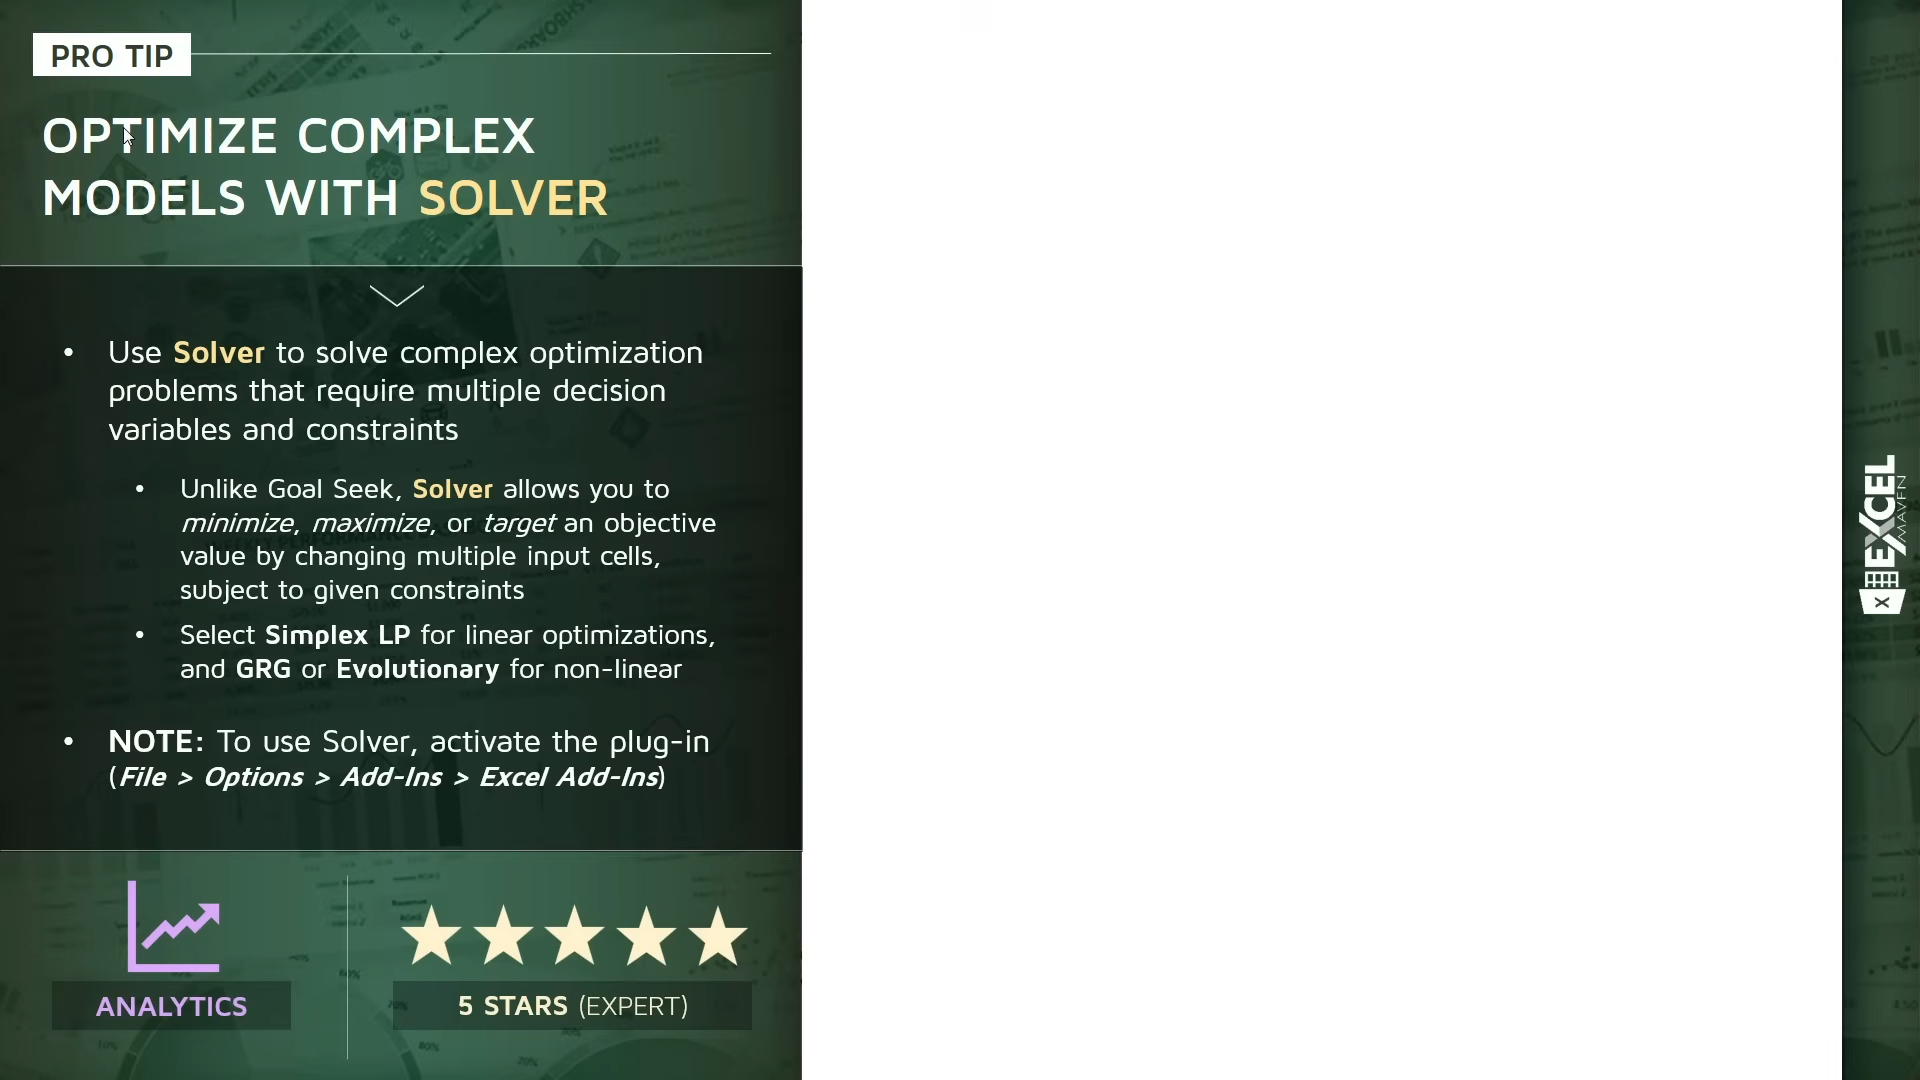 PRO TIP
OPTIMIZE COMPLEX
MODELS WITH SOLVER
• Use Solver to solve complex optimization
problems that require multiple decision
variables and constraints
• Unlike Goal Seek, Solver allows you to
minimize, maximize, or target an objective
value by changing multiple input cells,
subject to given constraints
• Select Simplex LP for linear optimizations,
and GRG or Evolutionary for non-linear
• NOTE: To use Solver, activate the plug-in
(File > Options > Add-Ins > Excel Add-Ins)
ANALYTICS
5 STARS (EXPERT)
X
EXCEL
MAVEN